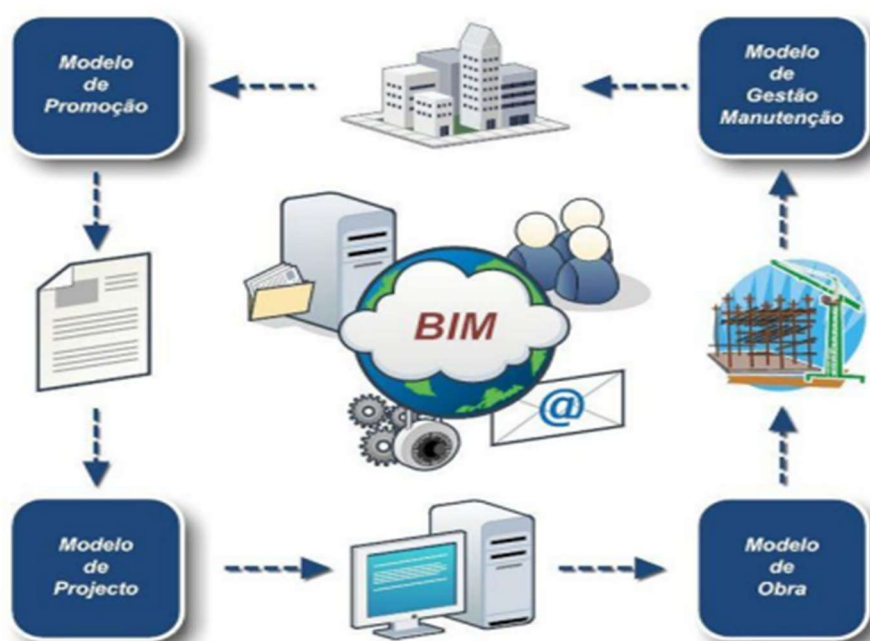 Modelo
de
Promoção
Modelo
de
Gestão
Manutenção
BIM
@
Modelo
de
Projecto
Modelo
de
Obra